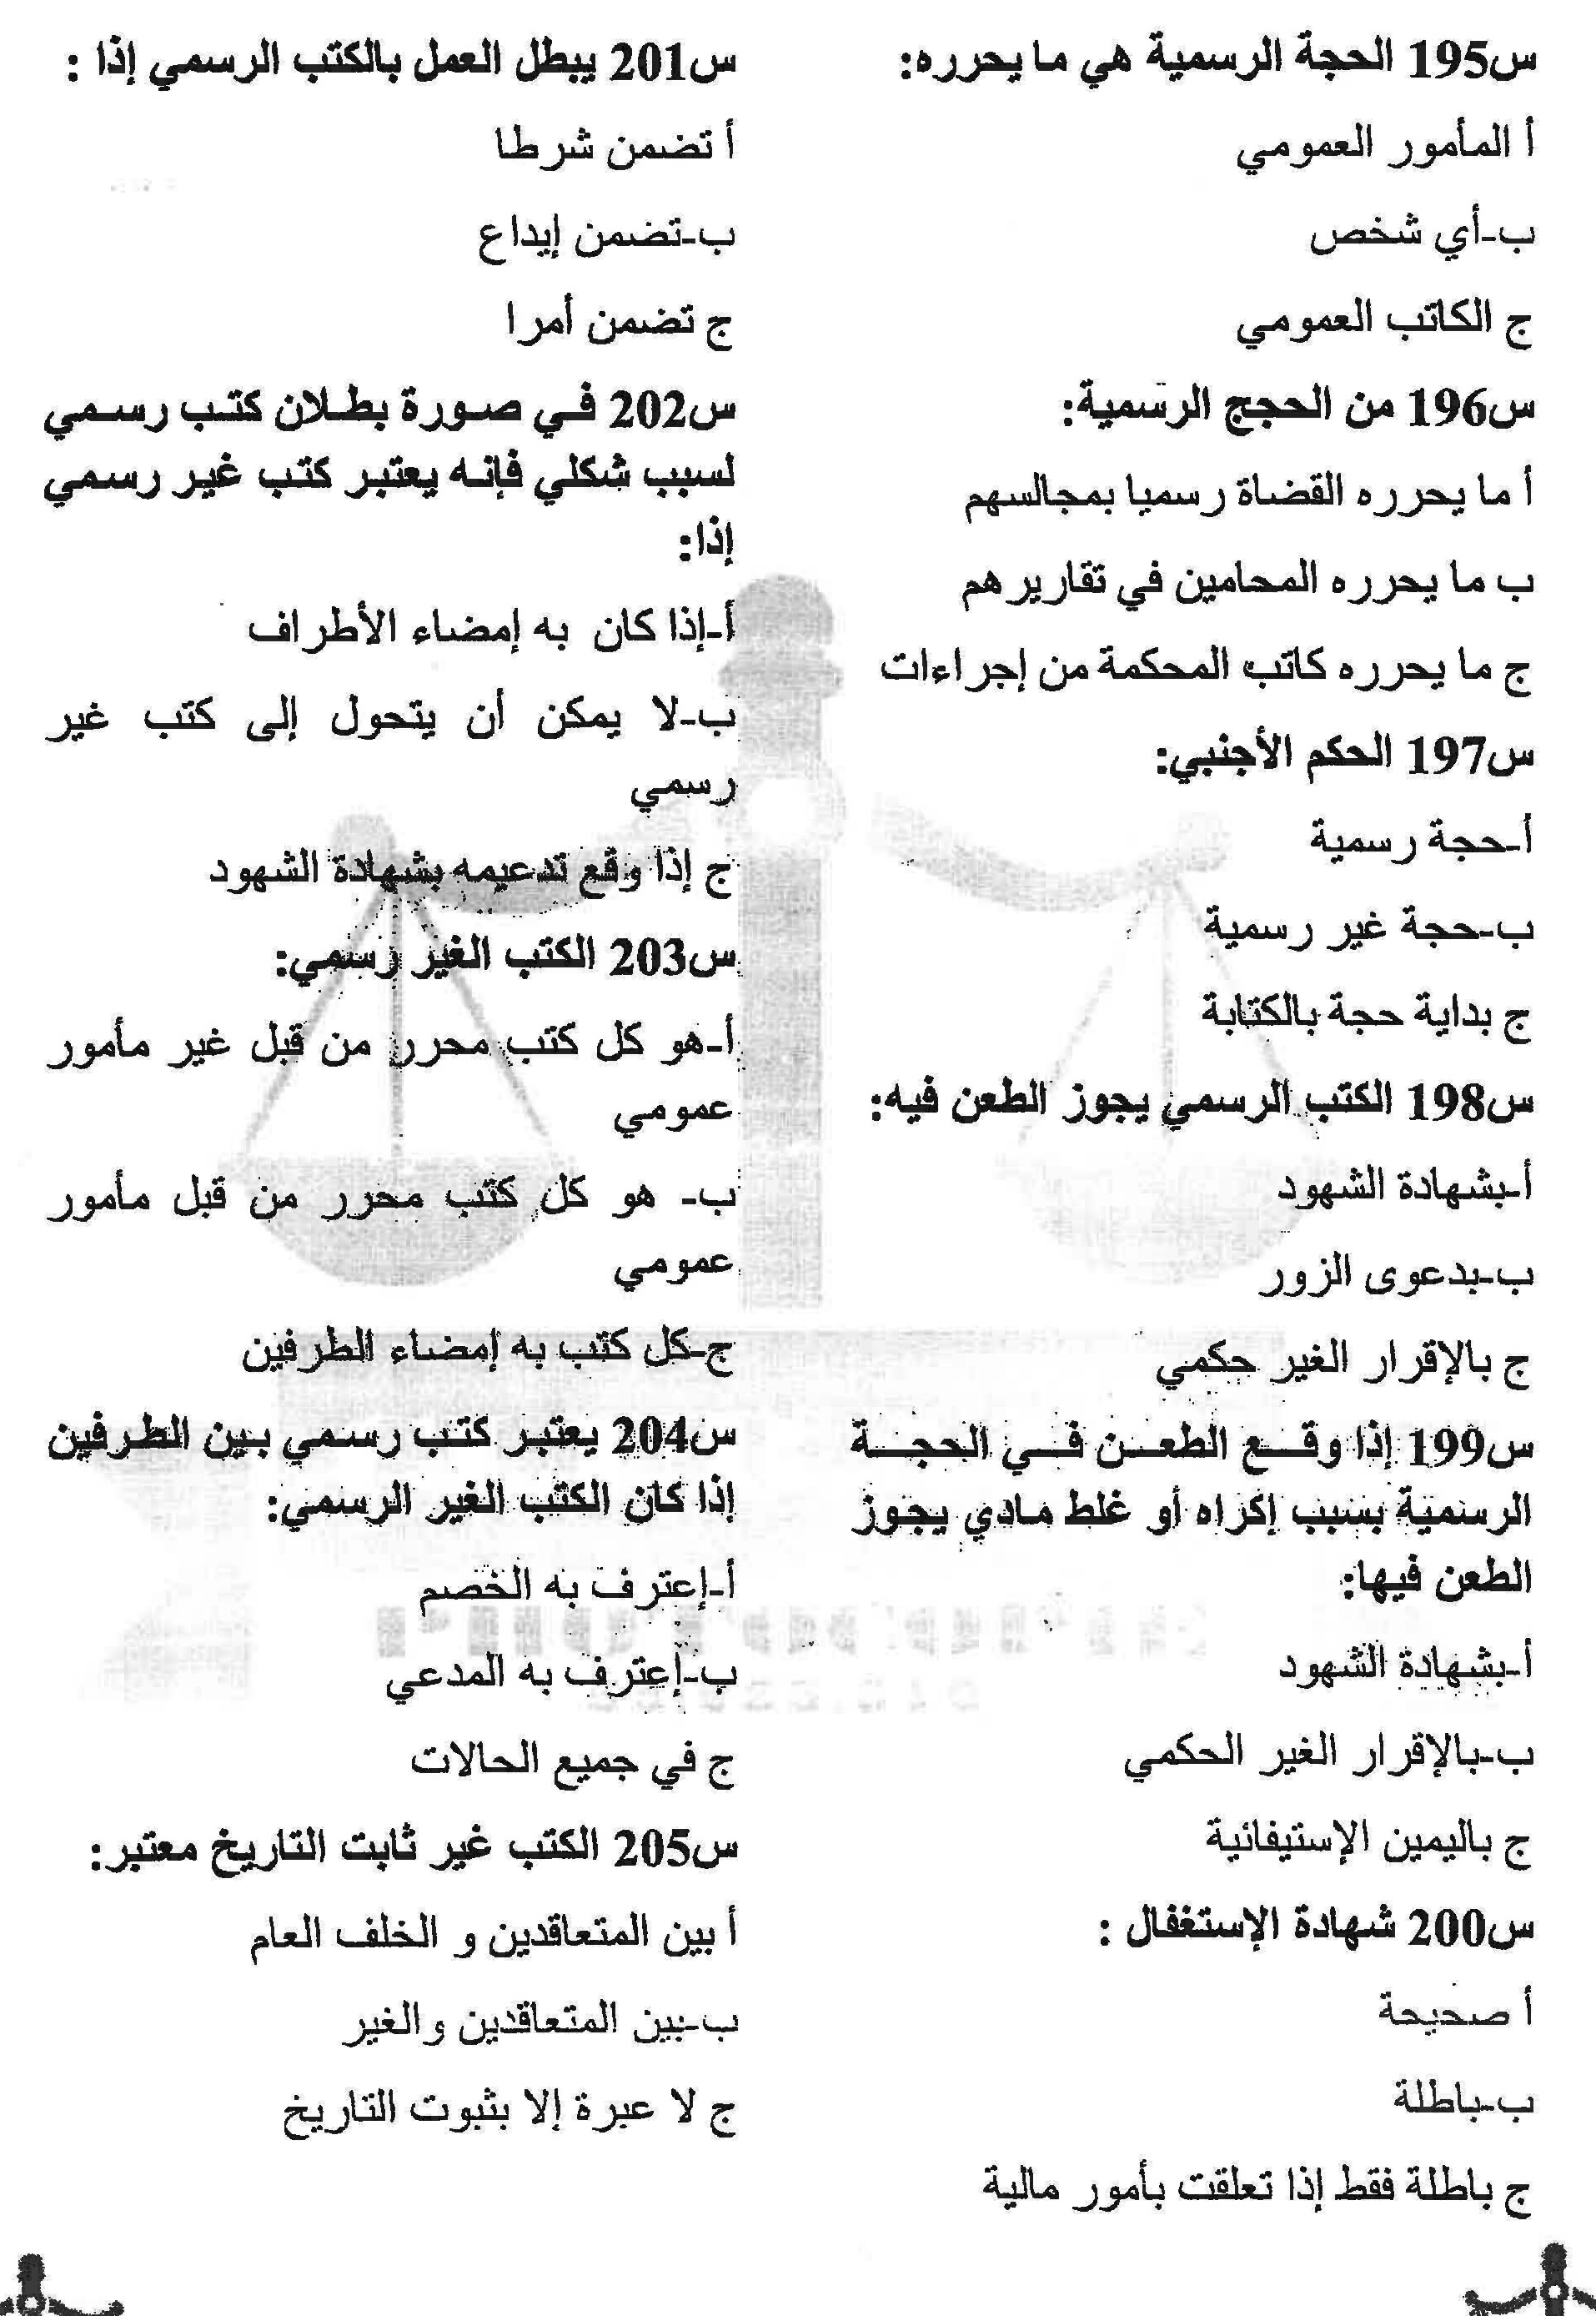 س195 الحجة الرسمية هي ما يحرره:
أ المأمور العمومي
ب-أي شخص
ج الكاتب العمومي
س196 من الحجج الرسمية:
أ ما يحرره القضاة رسميا بمجالسهم
ب ما يحرره المحامين في تقاريرهم
ج ما يحرره كاتب المحكمة من إجراءات
س197 الحكم الأجنبي:
أ-حجة رسمية
ب-حجة غير رسمية
ج بداية حجة بالكتابة
س198 الكتب الرسمي يجوز الطعن فيه:
أ-بشهادة الشهود
ب-بدعوى الزور
ج بالإقرار الغير حكمي
س199 إذا وقع الطعن في الحجة
الرسمية بسبب إكراه أو غلط مادي يجوز
الطعن فيها:
أ-بشهادة الشهود
ب-بالإقرار الغير الحكمي
ج باليمين الإستيفائية
س200 شهادة الإستغفال :
أ صحيحة
ب-باطلة
ج باطلة فقط إذا تعلقت بأمور مالية
س201 يبطل العمل بالكتب الرسمي إذا :
أ تضمن شرطا
ب-تضمن إيداع
ج تضمن أمرا
س202 في صورة بطلان كتب رسمي
لسبب شكلي فإنه يعتبر كتب غير رسمي
إذا:
أ-إذا كان به إمضاء الأطراف
ب-لا يمكن أن يتحول إلى كتب غير
رسمي
ج إذا وقع تدعيمه بشهادة الشهود
س203 الكتب الغير رسمي:
أ-هو كل كتب محرر من قبل غير مأمور
عمومي
ب- هو كل كتب محرر من قبل مأمور
عمومي
ج-كل كتب به إمضاء الطرفين
س204 يعتبر كتب رسمي بين الطرفين
إذا كان الكتب الغير الرسمي:
أ-إعترف به الخصم
ب-إعترف به المدعي
ج في جميع الحالات
س205 الكتب غير ثابت التاريخ معتبر:
أ بين المتعاقدين و الخلف العام
ب-بين المتعاقدين والغير
ج لا عبرة إلا بثبوت التاريخ